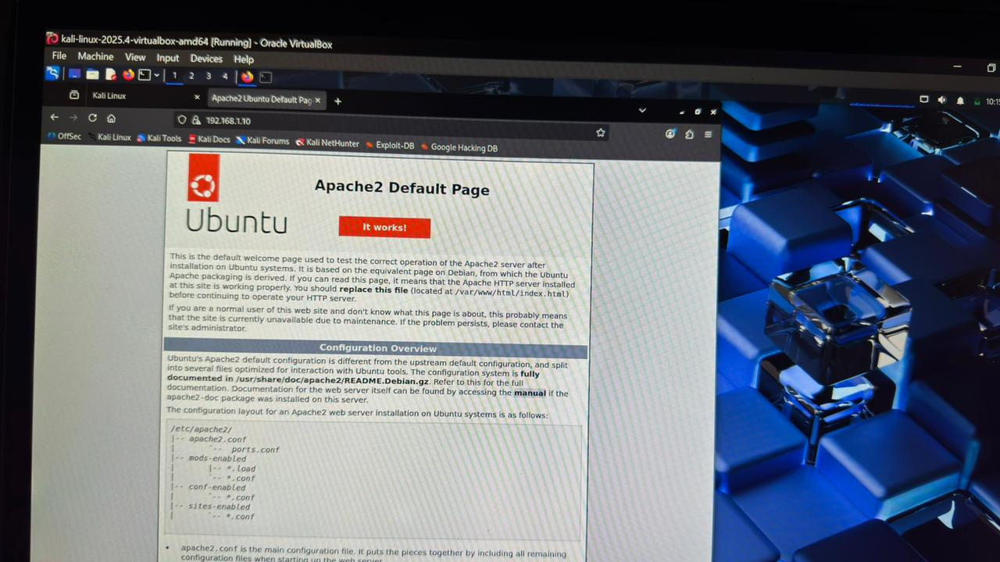 kali-linux-2025.4-virtualbox-amd64 [Running] - Oracle VirtualBox
File Machine View Input Devices Help
1 2 3 4
Kali Linux
Apache2 Ubuntu Default Pag
10:15
192.168.1.10
OffSec Kali Linux Kali Tools Kali Docs Kali Forums Kali NetHunter Exploit-DB Google Hacking DB
Apache2 Default Page
Ubuntu
It works!
This is the default welcome page used to test the correct operation of the Apache2 server after
installation on Ubuntu systems. It is based on the equivalent page on Debian, from which the Ubuntu
Apache packaging is derived. If you can read this page, it means that the Apache HTTP server installed
at this site is working properly. You should replace this file (located at /var/www/html/index.html)
before continuing to operate your HTTP server.
If you are a normal user of this web site and don't know what this page is about, this probably means
that the site is currently unavailable due to maintenance. If the problem persists, please contact the
site's administrator.
Configuration Overview
Ubuntu's Apache2 default configuration is different from the upstream default configuration, and split
into several files optimized for interaction with Ubuntu tools. The configuration system is fully
documented in /usr/share/doc/apache2/README.Debian.gz. Refer to this for the full
documentation. Documentation for the web server itself can be found by accessing the manual if the
apache2-doc package was installed on this server.
The configuration layout for an Apache2 web server installation on Ubuntu systems is as follows:
/etc/apache2/
|-- apache2.conf
|       `--  ports.conf
|-- mods-enabled
|       |-- *.load
|       `-- *.conf
|-- conf-enabled
|       `-- *.conf
|-- sites-enabled
|       `-- *.conf
• apache2.conf is the main configuration file. It puts the pieces together by including all remaining
configuration files when starting up the web server.